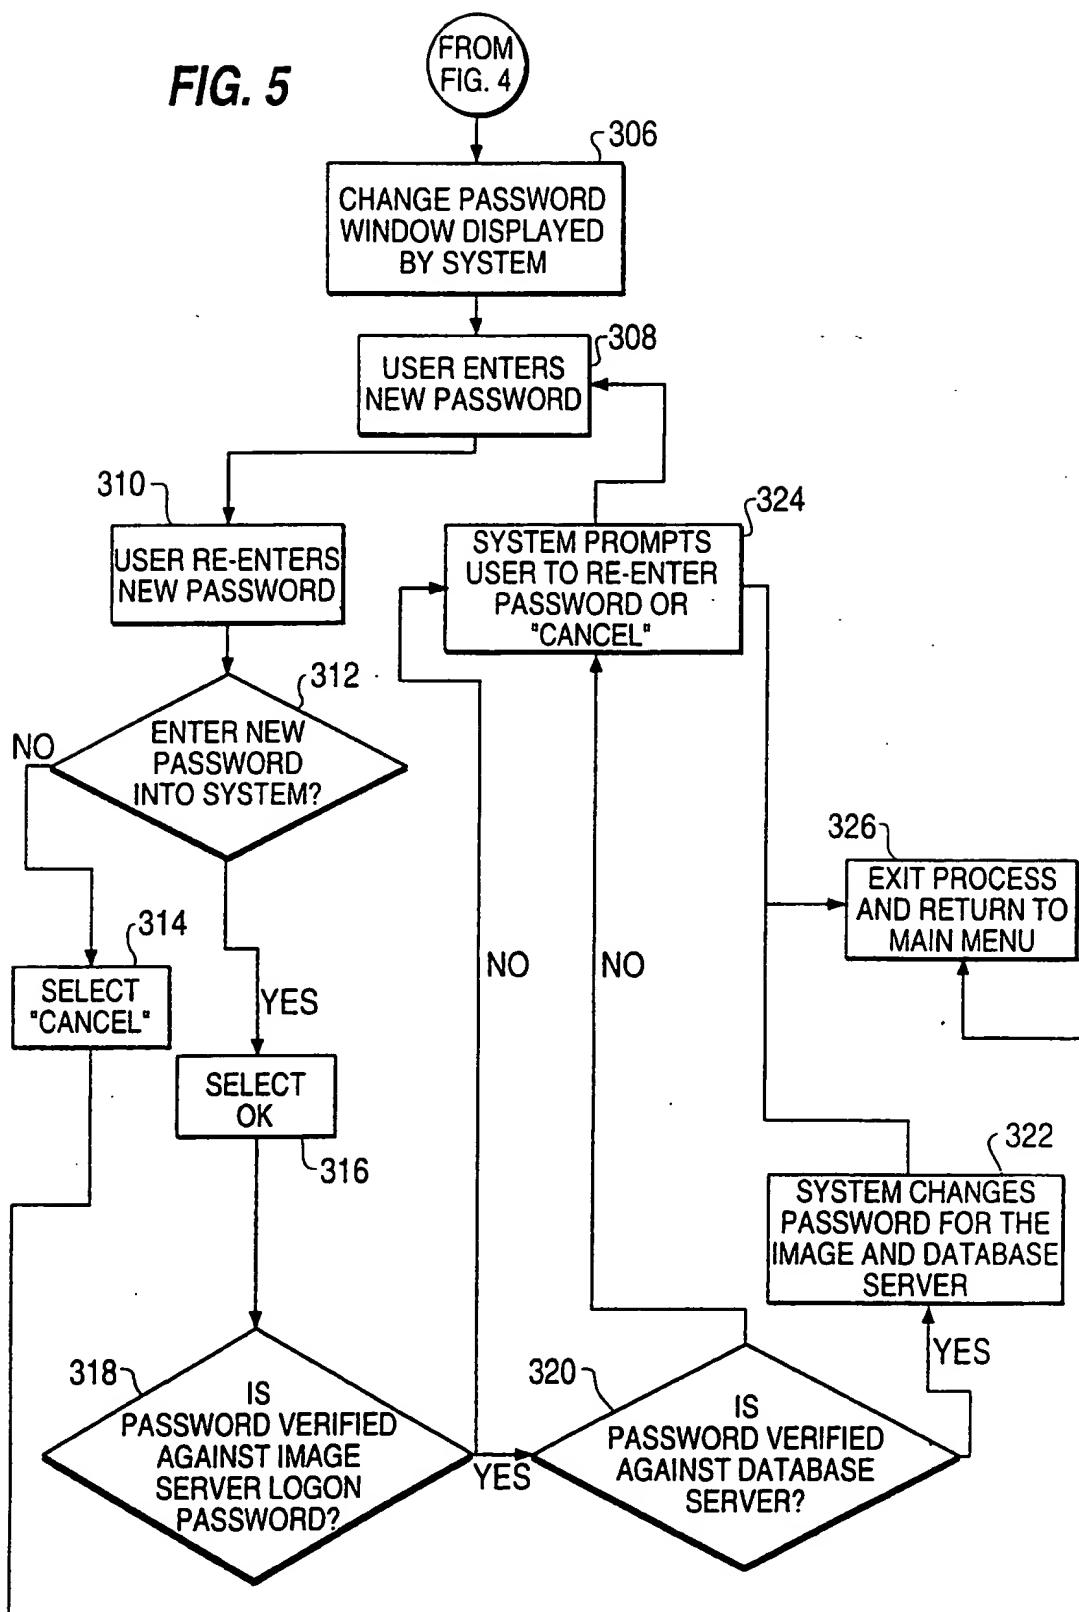 FIG. 5
FROM
FIG. 4
306
CHANGE PASSWORD
WINDOW DISPLAYED
BY SYSTEM
308
USER ENTERS
NEW PASSWORD
310
USER RE-ENTERS
NEW PASSWORD
324
SYSTEM PROMPTS
USER TO RE-ENTER
PASSWORD OR
"CANCEL"
312
ENTER NEW
PASSWORD
INTO SYSTEM?
NO
326
EXIT PROCESS
AND RETURN TO
MAIN MENU
314
SELECT
"CANCEL"
YES
NO
NO
SELECT
OK
316
322
SYSTEM CHANGES
PASSWORD FOR THE
IMAGE AND DATABASE
SERVER
YES
318
IS
PASSWORD VERIFIED
AGAINST IMAGE
SERVER LOGON
PASSWORD?
YES
320
IS
PASSWORD VERIFIED
AGAINST DATABASE
SERVER?